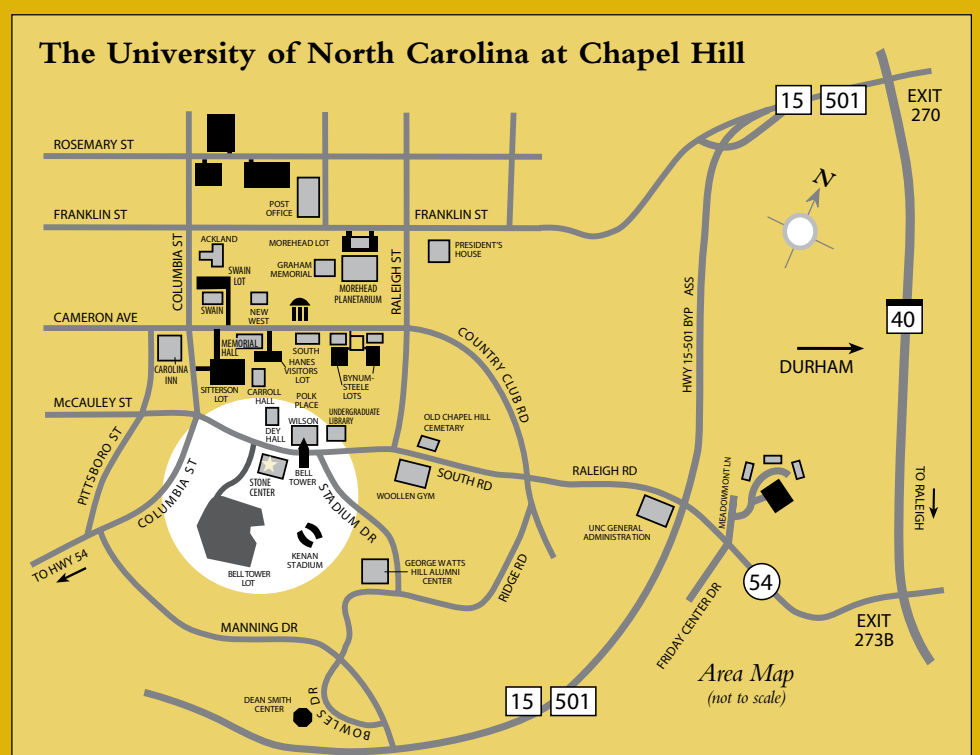 The University of North Carolina at Chapel Hill
15 501
EXIT
270
ROSEMARY ST
POST
OFFICE
FRANKLIN ST
FRANKLIN ST
N
ACKLAND
MOREHEAD LOT
PRESIDENT'S
HOUSE
COLUMBIA ST
SWAIN
LOT
GRAHAM
MEMORIAL
MOREHEAD
PLANETARIUM
RALEIGH ST
SWAIN
NEW
WEST
HWY 15-501 BYP ASS
40
CAMERON AVE
COUNTRY CLUB RD
DURHAM
MEMORIAL
HALL
SOUTH
CAROLINA
INN
HANES
VISITORS
LOT
BYNUM-
STEELE
LOTS
SITTERSON
LOT
CARROLL
HALL
McCAULEY ST
POLK
PLACE
UNDERGRADUATE
LIBRARY
DEY
HALL
WILSON
OLD CHAPEL HILL
CEMETARY
PITTSBORO ST
COLUMBIA ST
STONE
CENTER
BELL
TOWER
STADIUM DR
WOOLLEN GYM
SOUTH RD
RALEIGH RD
MEADOWMONT LN
TO RALEIGH
UNC GENERAL
ADMINISTRATION
TO HWY 54
BELL TOWER
LOT
KENAN
STADIUM
GEORGE WATTS
HILL ALUMNI
CENTER
RIDGE RD
54
FRIDAY CENTER DR
EXIT
273B
MANNING DR
Area Map
(not to scale)
DEAN SMITH
CENTER
BOWLES DR
15 501